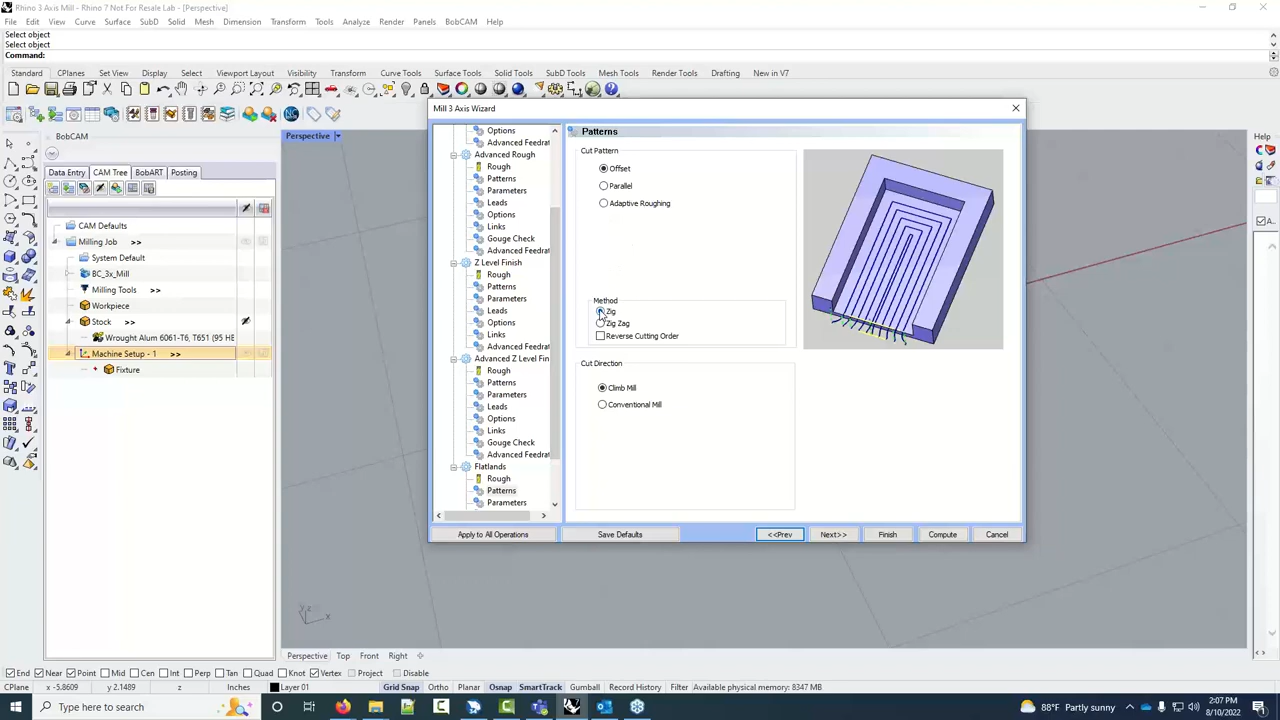 Rhino 3 Axis Mill - Rhino 7 Not For Resale Lab - [Perspective]
File Edit View Curve Surface SubD Solid Mesh Dimension Transform Tools Analyze Render Panels BobCAM Help
Select object
Select object
Command:
Standard CPlanes Set View Display Select Viewport Layout Visibility Transform Curve Tools Surface Tools Solid Tools SubD Tools Mesh Tools Render Tools Drafting New in V7
Mill 3 Axis Wizard
BobCAM
Perspective
Help
Data Entry CAM Tree BobART Posting
CAM Defaults
Milling Job >>
System Default
BC_3x_Mill
Milling Tools >>
Workpiece
Stock >>
Wrought Alum 6061-T6, T651 (95 HE
Machine Setup - 1 >>
Fixture
Options
Advanced Feedrat
Advanced Rough
Rough
Patterns
Parameters
Leads
Options
Links
Gouge Check
Advanced Feedrat
Z Level Finish
Rough
Patterns
Parameters
Leads
Options
Links
Advanced Feedrat
Advanced Z Level Fin
Rough
Patterns
Parameters
Leads
Options
Links
Gouge Check
Advanced Feedrat
Flatlands
Rough
Patterns
Parameters
Patterns
Cut Pattern
Offset
Parallel
Adaptive Roughing
Method
Zig
Zig Zag
Reverse Cutting Order
Cut Direction
Climb Mill
Conventional Mill
A...
Apply to All Operations Save Defaults <<Prev Next>> Finish Compute Cancel
Perspective Top Front Right
End Near Point Mid Cen Int Perp Tan Quad Knot Vertex Project Disable
CPlane x -5.8609 y 2.1489 z Inches Layer 01 Grid Snap Ortho Planar Osnap SmartTrack Gumball Record History Filter Available physical memory: 8347 MB
Type here to search
88°F Partly sunny
2:07 PM
8/10/2022